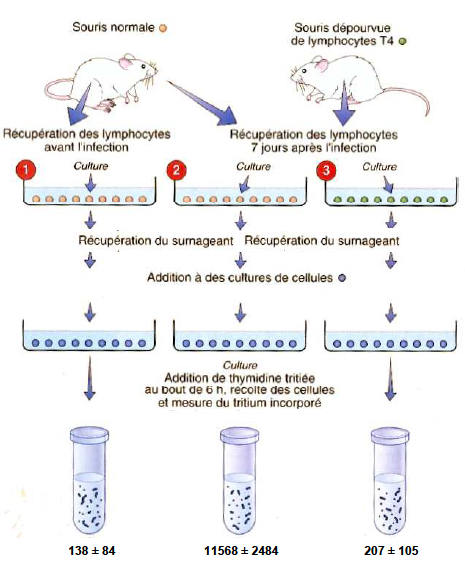 Souris normale
Souris dépourvue
de lymphocytes T4
Récupération des lymphocytes
avant l'infection
Récupération des lymphocytes
7 jours après l'infection
1
Culture
2
Culture
3
Culture
Récupération du surnageant
Récupération du surnageant
Addition à des cultures de cellules
Culture
Addition de thymidine tritiée
au bout de 6 h, récolte des cellules
et mesure du tritium incorporé
138 ± 84
11568 ± 2484
207 ± 105